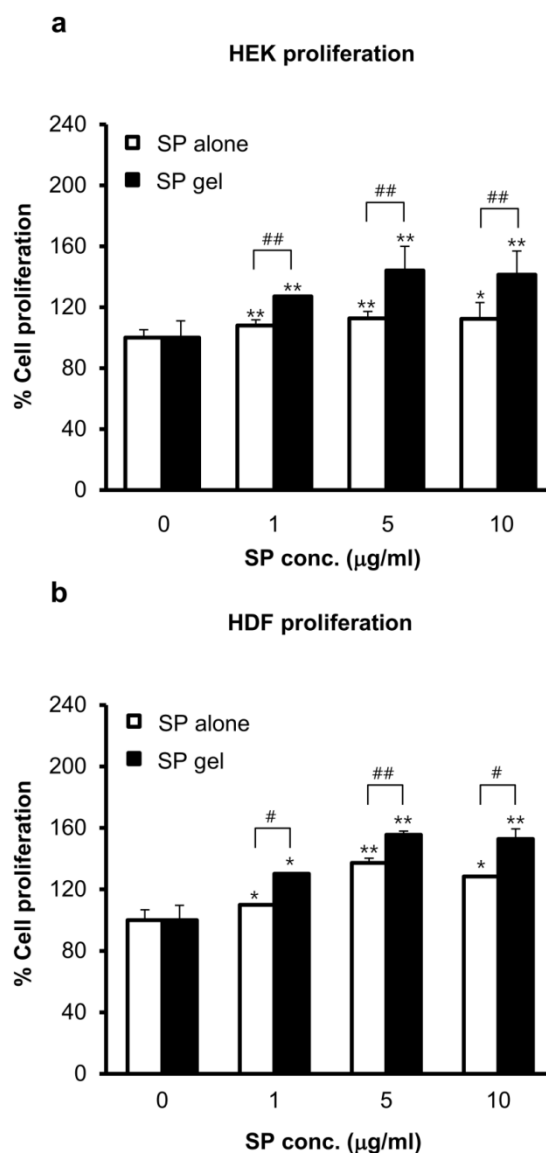 a
HEK proliferation
240
200
160
120
80
40
0
% Cell proliferation
SP alone
SP gel
## ## ##
** ** ** ** * **
0 1 5 10
SP conc. (μg/ml)
b
HDF proliferation
240
200
160
120
80
40
0
% Cell proliferation
SP alone
SP gel
# ## #
* * ** ** * **
0 1 5 10
SP conc. (μg/ml)